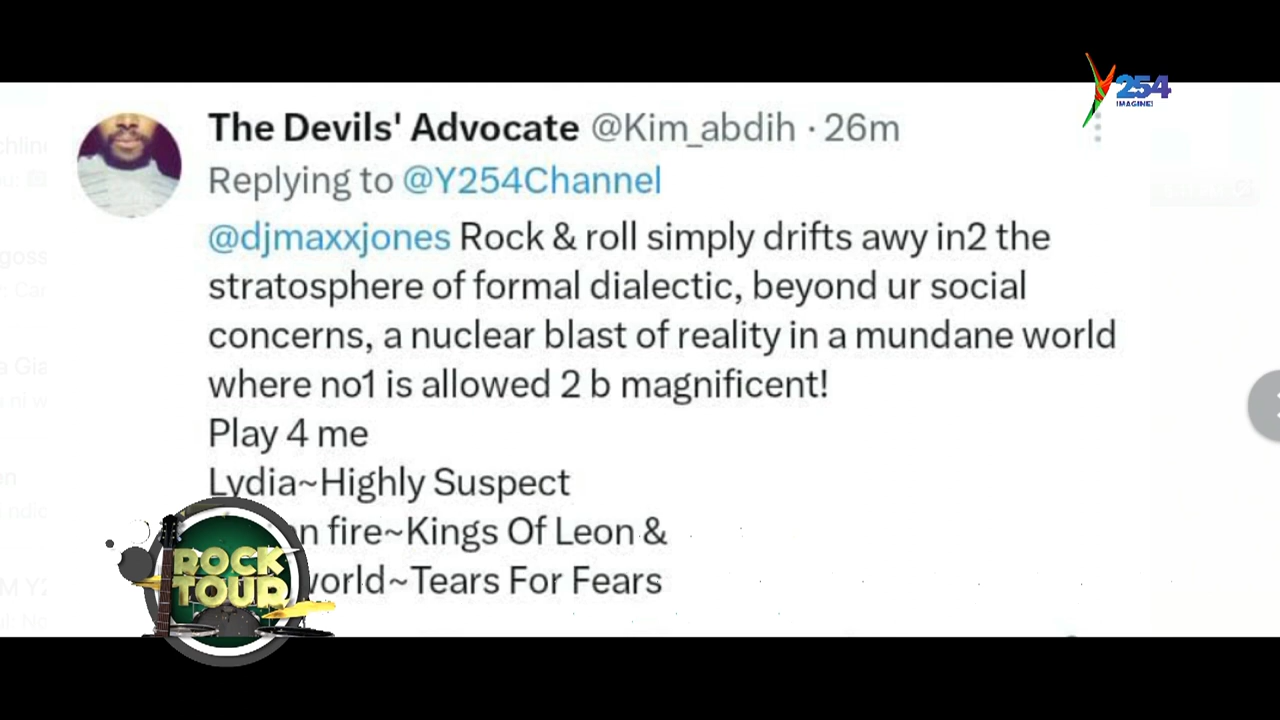 Y254
IMAGINE!
The Devils' Advocate @Kim_abdih · 26m
Replying to @Y254Channel
@djmaxxjones Rock & roll simply drifts awy in2 the
stratosphere of formal dialectic, beyond ur social
concerns, a nuclear blast of reality in a mundane world
where no1 is allowed 2 b magnificent!
Play 4 me
Lydia~Highly Suspect
fire~Kings Of Leon &
world~Tears For Fears
ROCK
TOUR